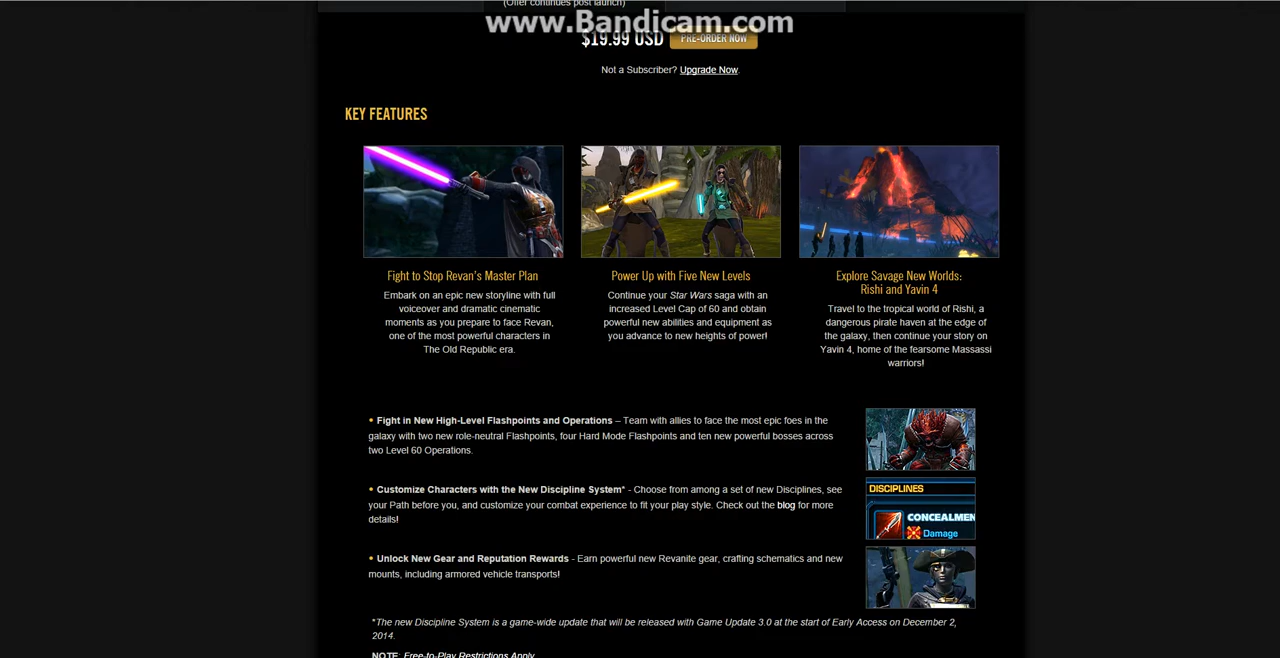 (Offer continues post launch)
www.Bandicam.com
$19.99 USD PRE-ORDER NOW
Not a Subscriber? Upgrade Now.
KEY FEATURES
Fight to Stop Revan's Master Plan
Embark on an epic new storyline with full
voiceover and dramatic cinematic
moments as you prepare to face Revan,
one of the most powerful characters in
The Old Republic era.
Power Up with Five New Levels
Continue your Star Wars saga with an
increased Level Cap of 60 and obtain
powerful new abilities and equipment as
you advance to new heights of power!
Explore Savage New Worlds:
Rishi and Yavin 4
Travel to the tropical world of Rishi, a
dangerous pirate haven at the edge of
the galaxy, then continue your story on
Yavin 4, home of the fearsome Massassi
warriors!
• Fight in New High-Level Flashpoints and Operations – Team with allies to face the most epic foes in the
galaxy with two new role-neutral Flashpoints, four Hard Mode Flashpoints and ten new powerful bosses across
two Level 60 Operations.
• Customize Characters with the New Discipline System* - Choose from among a set of new Disciplines, see
your Path before you, and customize your combat experience to fit your play style. Check out the blog for more
details!
DISCIPLINES
CONCEALMEN
Damage
• Unlock New Gear and Reputation Rewards - Earn powerful new Revanite gear, crafting schematics and new
mounts, including armored vehicle transports!
*The new Discipline System is a game-wide update that will be released with Game Update 3.0 at the start of Early Access on December 2,
2014.
NOTE: Free-to-Play Restrictions Apply.